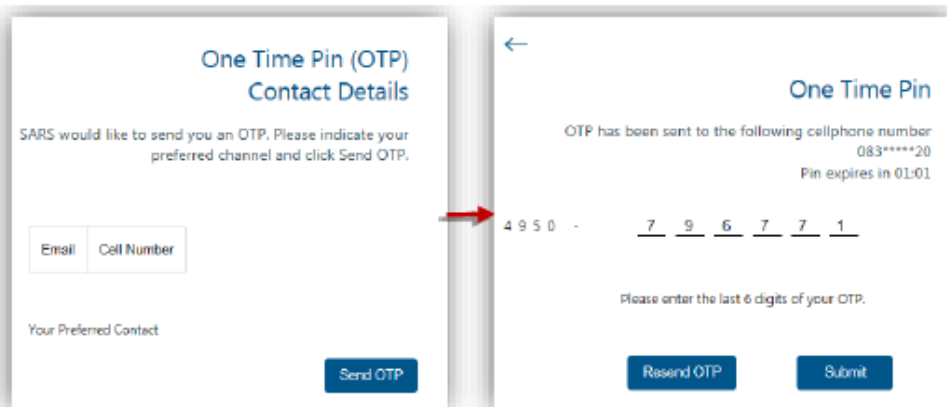 One Time Pin (OTP)
Contact Details
SARS would like to send you an OTP. Please indicate your
preferred channel and click Send OTP.
Email Cell Number
Your Preferred Contact
Send OTP
One Time Pin
OTP has been sent to the following cellphone number
083*****20
Pin expires in 01:01
4950 - 7 9 6 7 7 1
Please enter the last 6 digits of your OTP.
Resend OTP Submit